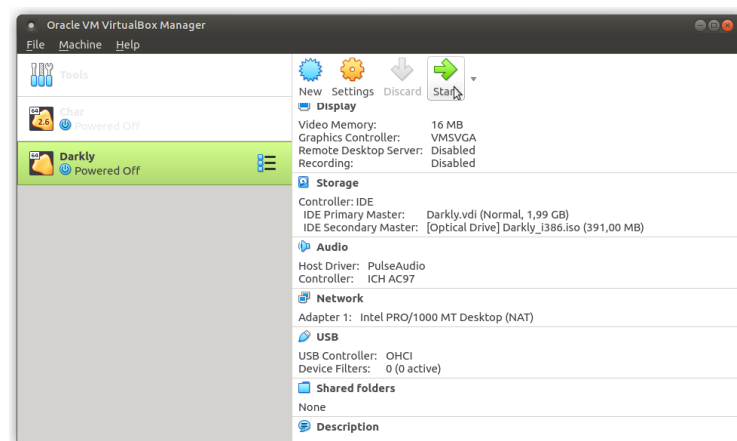 Oracle VM VirtualBox Manager
File Machine Help
Tools
Char
Powered Off
Darkly
Powered Off
New Settings Discard Start
Display
Video Memory: 16 MB
Graphics Controller: VMSVGA
Remote Desktop Server: Disabled
Recording: Disabled
Storage
Controller: IDE
IDE Primary Master: Darkly.vdi (Normal, 1,99 GB)
IDE Secondary Master: [Optical Drive] Darkly_i386.iso (391,00 MB)
Audio
Host Driver: PulseAudio
Controller: ICH AC97
Network
Adapter 1: Intel PRO/1000 MT Desktop (NAT)
USB
USB Controller: OHCI
Device Filters: 0 (0 active)
Shared folders
None
Description